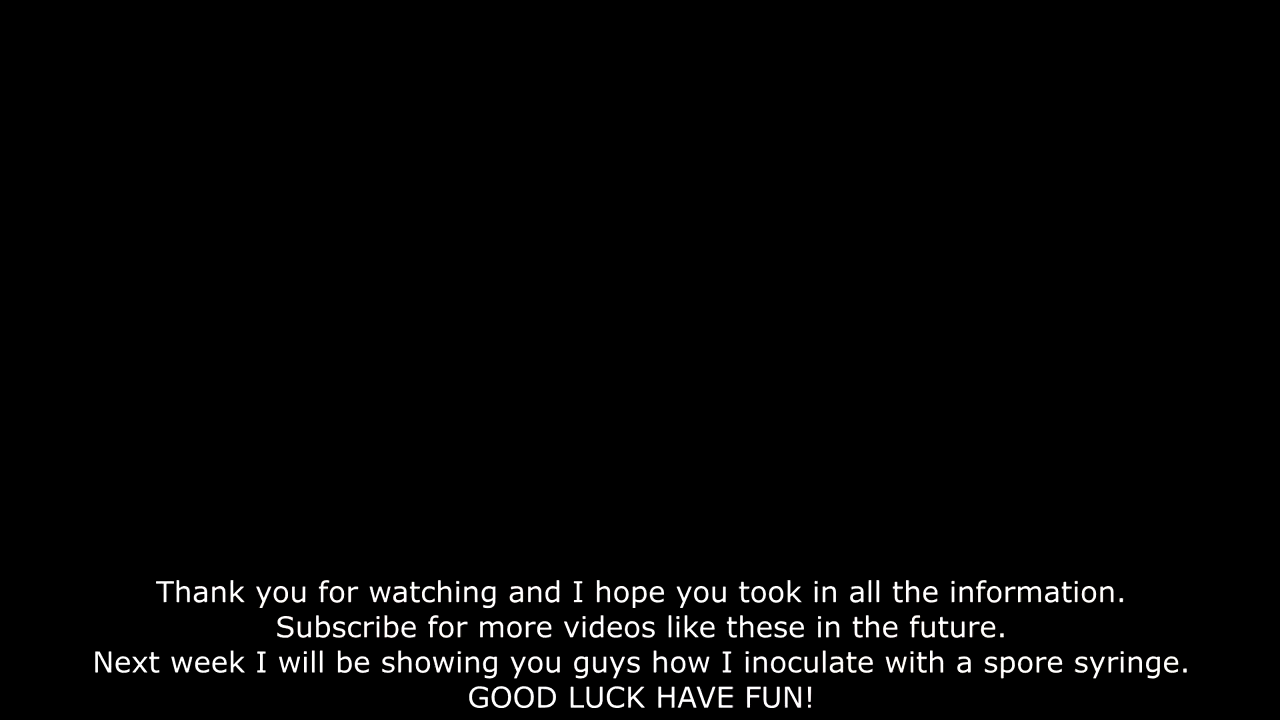 Thank you for watching and I hope you took in all the information.
Subscribe for more videos like these in the future.
Next week I will be showing you guys how I inoculate with a spore syringe.
GOOD LUCK HAVE FUN!